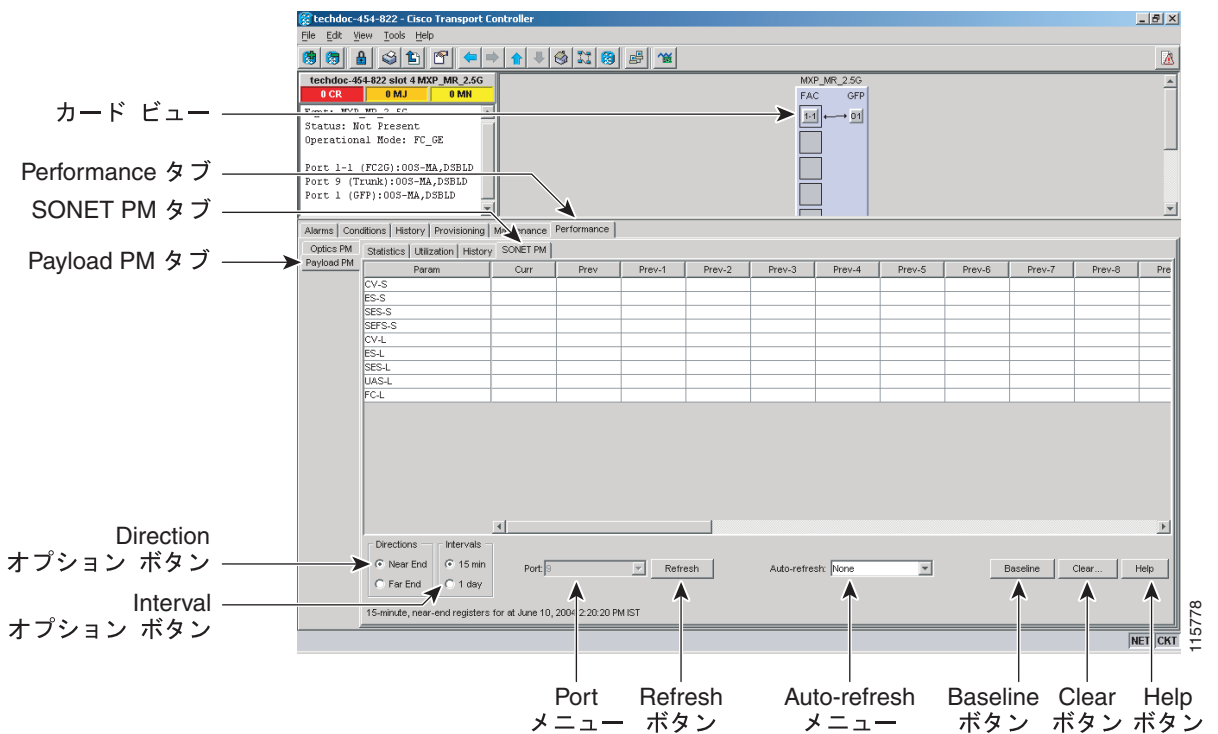 techdoc-454-822 - Cisco Transport Controller
File Edit View Tools Help
techdoc-454-822 slot 4 MXP_MR_2.5G
0 CR 0 MJ 0 MN
Eqpt: MXP_MR_2.5G
Status: Not Present
Operational Mode: FC_GE
Port 1-1 (FC2G):OOS-MA,DSBLD
Port 9 (Trunk):OOS-MA,DSBLD
Port 1 (GFP):OOS-MA,DSBLD
MXP_MR_2.5G
FAC GFP
1-1 01
カード ビュー
Performance タブ
SONET PM タブ
Payload PM タブ
Alarms Conditions History Provisioning Maintenance Performance
Optics PM
Payload PM
Statistics Utilization History SONET PM
Param Curr Prev Prev-1 Prev-2 Prev-3 Prev-4 Prev-5 Prev-6 Prev-7 Prev-8 Pre
CV-S
ES-S
SES-S
SEFS-S
CV-L
ES-L
SES-L
UAS-L
FC-L
Direction
オプション ボタン
Interval
オプション ボタン
Directions Intervals
Near End 15 min
Far End 1 day
Port: 9 Refresh Auto-refresh: None Baseline Clear... Help
15-minute, near-end registers for at June 10, 2004 2:20:20 PM IST
NET CKT
115778
Port
メニュー
Refresh
ボタン
Auto-refresh
メニュー
Baseline
ボタン
Clear
ボタン
Help
ボタン